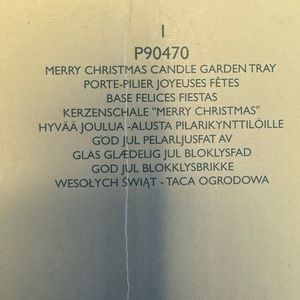 I
P90470
MERRY CHRISTMAS CANDLE GARDEN TRAY
PORTE-PILIER JOYEUSES FÊTES
BASE FELICES FIESTAS
KERZENSCHALE "MERRY CHRISTMAS"
HYVÄÄ JOULUA -ALUSTA PILARiKYNTTILÖILLE
GOD JUL PELARLJUSFAT AV
GLAS GLÆDELIG JUL BLOKLYSFAD
GOD JUL BLOKKLYSBRIKKE
WESOŁYCH ŚWIĄT - TACA OGRODOWA